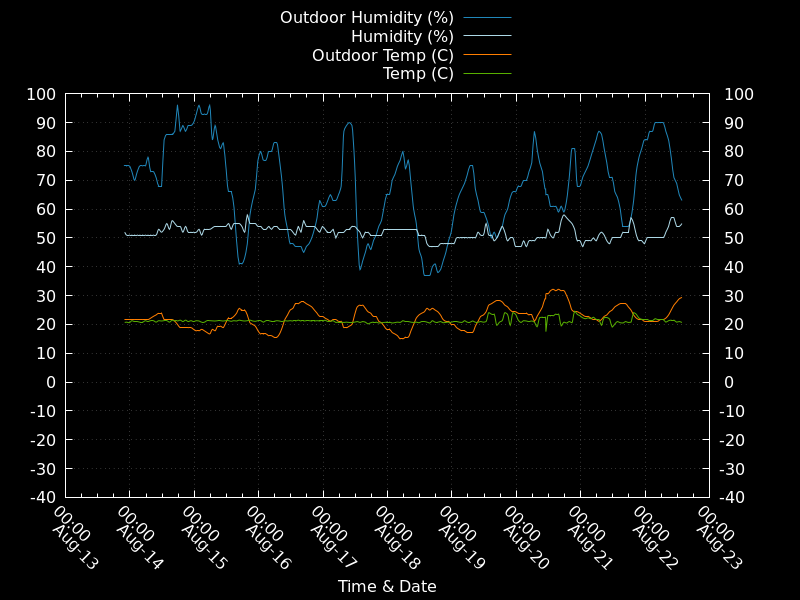 Outdoor Humidity (%)
Humidity (%)
Outdoor Temp (C)
Temp (C)
100 100
90 90
80 80
70 70
60 60
50 50
40 40
30 30
20 20
10 10
0 0
-10 -10
-20 -20
-30 -30
-40 -40
00:00 Aug-13
00:00 Aug-14
00:00 Aug-15
00:00 Aug-16
00:00 Aug-17
00:00 Aug-18
00:00 Aug-19
00:00 Aug-20
00:00 Aug-21
00:00 Aug-22
00:00 Aug-23
Time & Date